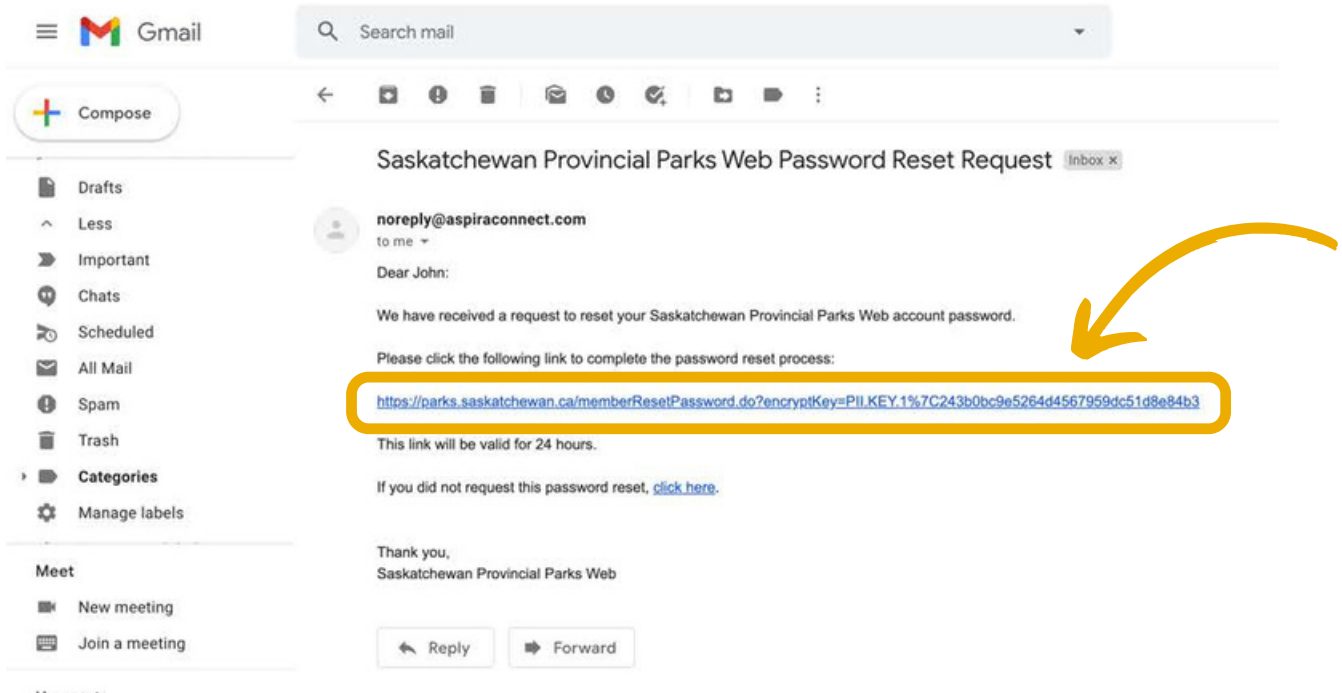 Gmail
Search mail
Compose
Drafts
Less
Important
Chats
Scheduled
All Mail
Spam
Trash
Categories
Manage labels
Meet
New meeting
Join a meeting
Saskatchewan Provincial Parks Web Password Reset Request Inbox ×
noreply@aspiraconnect.com
to me
Dear John:
We have received a request to reset your Saskatchewan Provincial Parks Web account password.
Please click the following link to complete the password reset process:
https://parks.saskatchewan.ca/memberResetPassword.do?encryptKey=PII.KEY.1%7C243b0bc9e5264d4567959dc51d8e84b3
This link will be valid for 24 hours.
If you did not request this password reset, click here.
Thank you,
Saskatchewan Provincial Parks Web
Reply
Forward